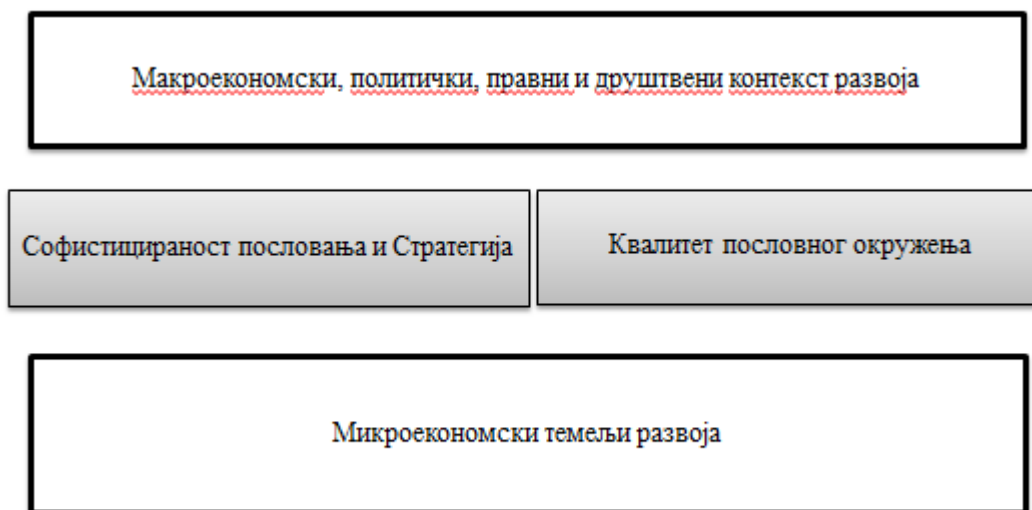 Макроекономски, политички, правни и друштвени контекст развоја
Софистицираност пословања и Стратегија
Квалитет пословног окружења
Микроекономски темељи развоја